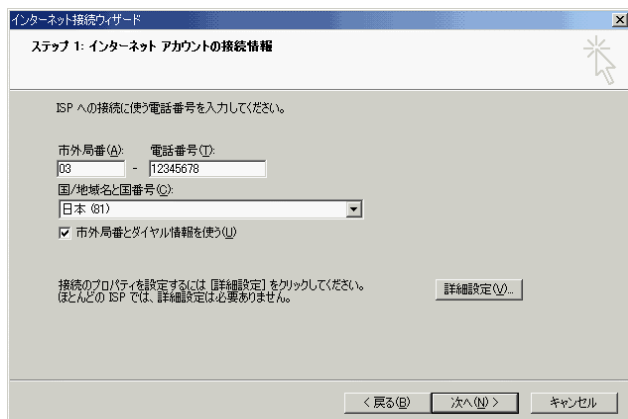 インターネット接続ウィザード
ステップ 1: インターネット アカウントの接続情報
ISP への接続に使う電話番号を入力してください。
市外局番(A): 電話番号(T):
03 - 12345678
国/地域名と国番号(C):
日本 (81)
市外局番とダイヤル情報を使う(U)
接続のプロパティを設定するには [詳細設定] をクリックしてください。
ほとんどの ISP では、詳細設定は必要ありません。
詳細設定(V)...
< 戻る(B) 次へ(N) > キャンセル